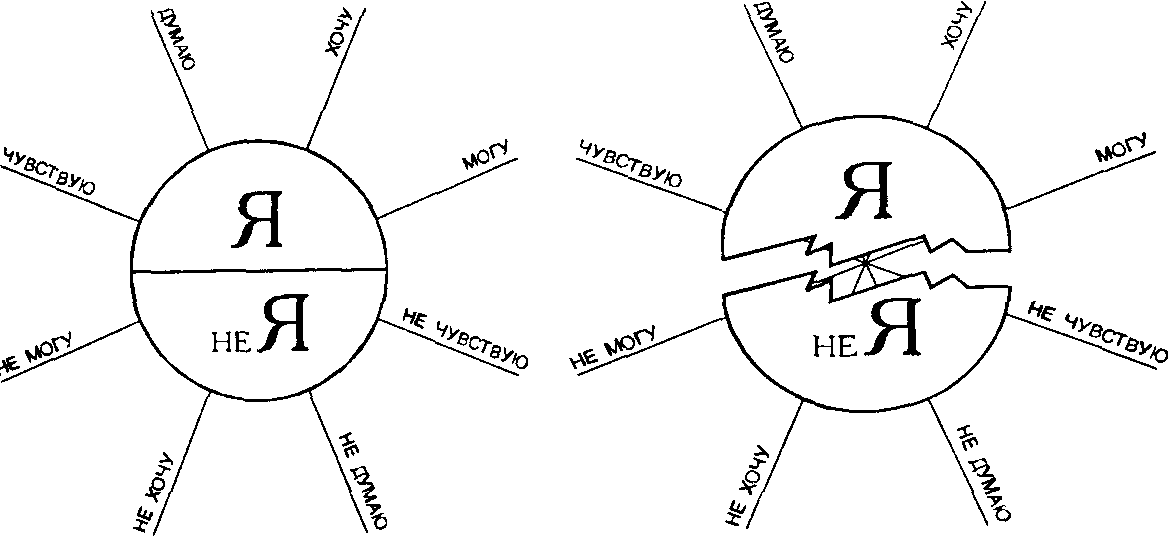 ДУМАЮ
ХОЧУ
ЧУВСТВУЮ
МОГУ
Я
НЕ Я
НЕ МОГУ
НЕ ЧУВСТВУЮ
НЕ ХОЧУ
НЕ ДУМАЮ
ДУМАЮ
ХОЧУ
ЧУВСТВУЮ
МОГУ
Я
НЕ Я
НЕ МОГУ
НЕ ЧУВСТВУЮ
НЕ ХОЧУ
НЕ ДУМАЮ